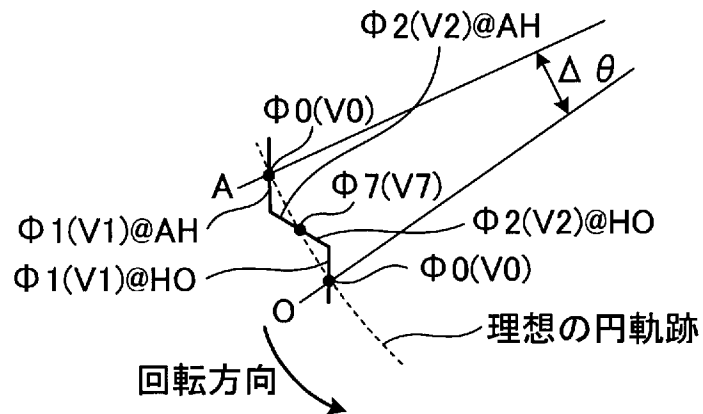 Φ2(V2)@AH
Δθ
Φ0(V0)
A
Φ7(V7)
Φ1(V1)@AH
Φ2(V2)@HO
Φ1(V1)@HO
Φ0(V0)
O
理想の円軌跡
回転方向